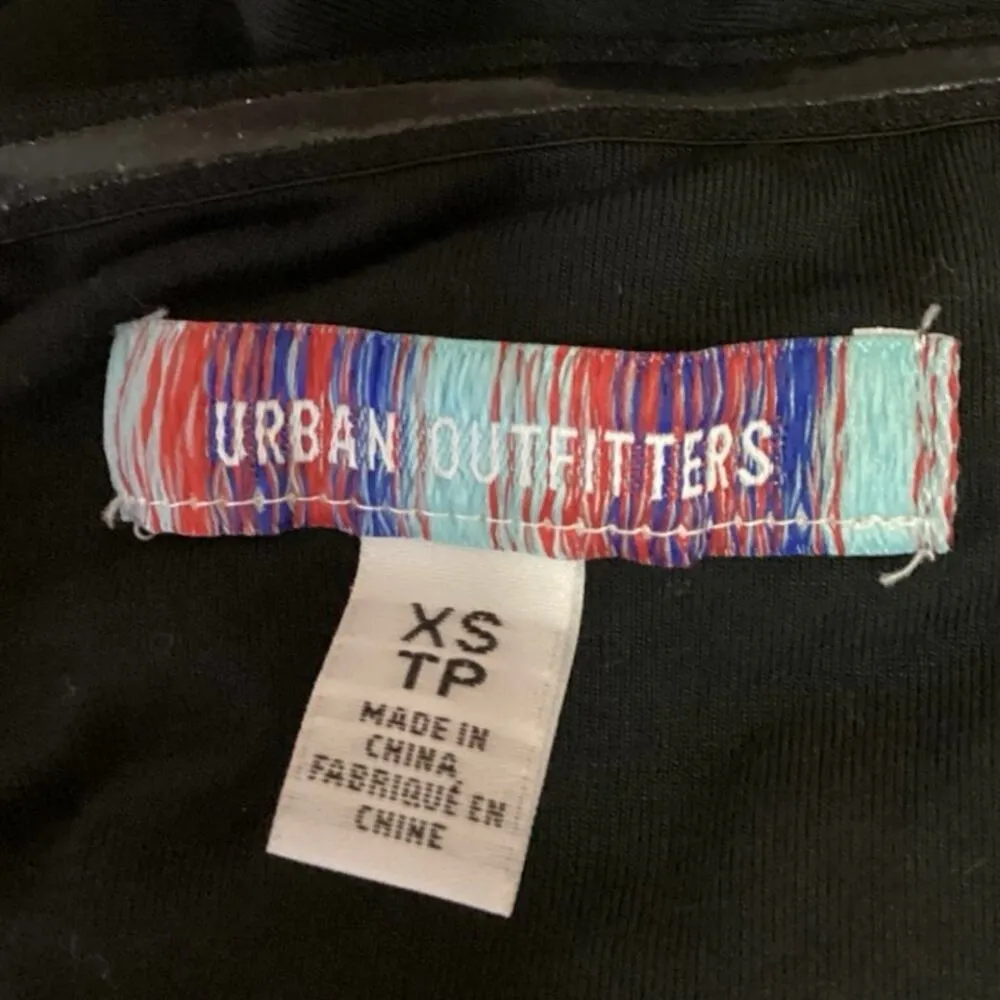 URBAN OUTFITTERS
XS
TP
MADE IN
CHINA
FABRIQUÉ EN
CHINE